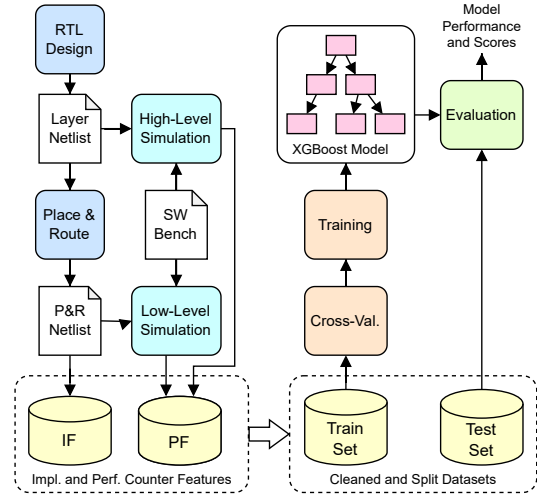 RTL
Design
Layer
Netlist
High-Level
Simulation
Place &
Route
SW
Bench
P&R
Netlist
Low-Level
Simulation
IF
PF
Impl. and Perf. Counter Features
XGBoost Model
Training
Cross-Val.
Train
Set
Model
Performance
and Scores
Evaluation
Test
Set
Cleaned and Split Datasets